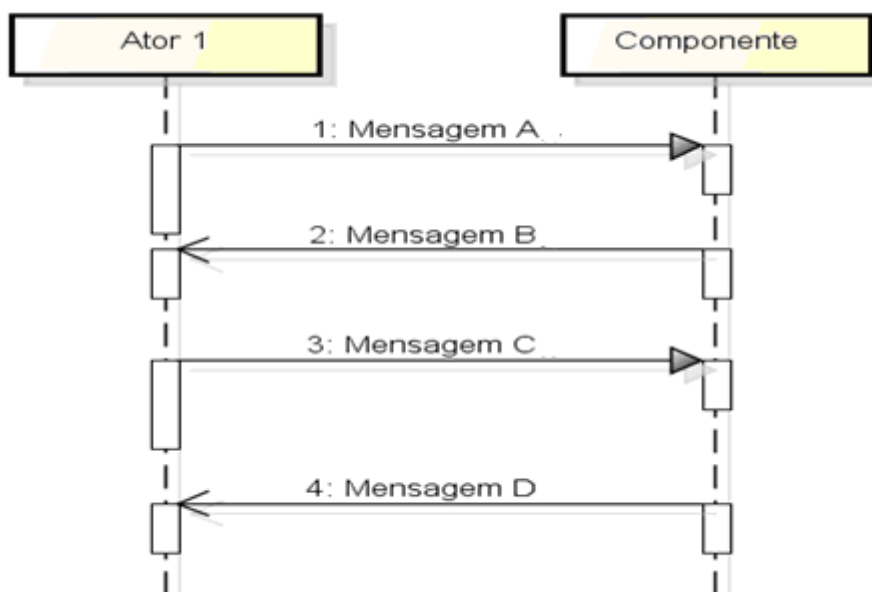 Ator 1
Componente
1: Mensagem A
2: Mensagem B
3: Mensagem C
4: Mensagem D